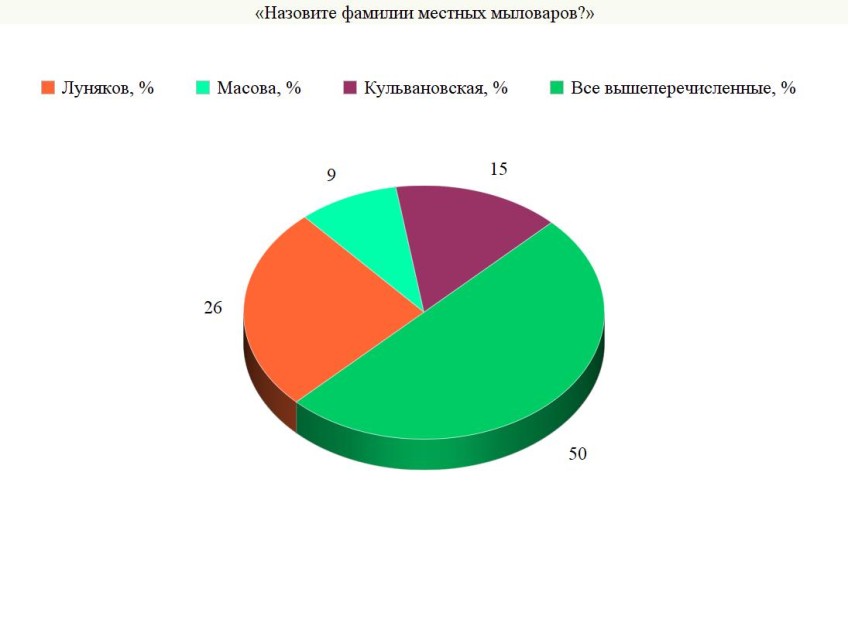 «Назовите фамилии местных мыловаров?»
Луняков, % Масова, % Кульвановская, % Все вышеперечисленные, %
9 15
26
50